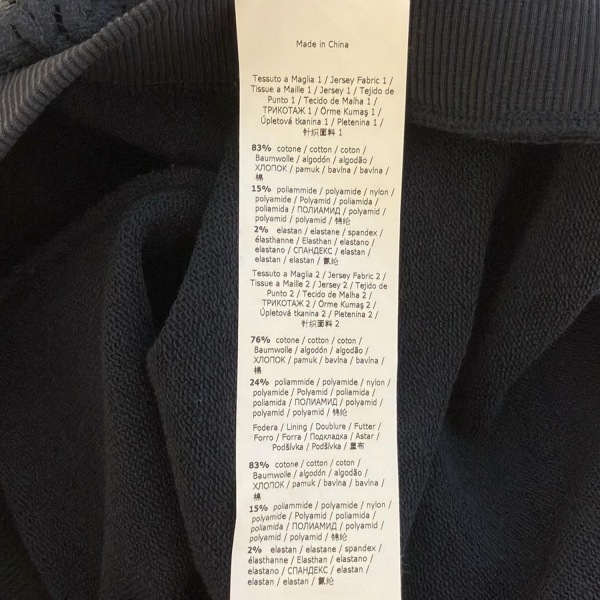 Made in China
Tessuto a Maglia 1 / Jersey Fabric 1 /
Tissue a Maille 1 / Jersey 1 / Tejido de
Punto 1 / Tecido de Malha 1 /
ТРИКОТАЖ 1 / Örme Kumaş 1 /
Úpletová tkanina 1 / Pletenina 1 /
针织面料 1
83% cotone / cotton / coton /
Baumwolle / algodón / algodão /
ХЛОПОК / pamuk / bavlna / bavlna /
棉
15% poliammide / polyamide / nylon /
polyamide / Polyamid / poliamida /
poliamida / ПОЛИАМИД / polyamid /
polyamid / polyamid / 锦纶
2% elastan / elastane / spandex /
élasthanne / Elasthan / elastano /
elastano / СПАНДЕКС / elastan /
elastan / elastan / 氨纶
Tessuto a Maglia 2 / Jersey Fabric 2 /
Tissue a Maille 2 / Jersey 2 / Tejido de
Punto 2 / Tecido de Malha 2 /
ТРИКОТАЖ 2 / Örme Kumaş 2 /
Úpletová tkanina 2 / Pletenina 2 /
针织面料 2
76% cotone / cotton / coton /
Baumwolle / algodón / algodão /
ХЛОПОК / pamuk / bavlna / bavlna /
棉
24% poliammide / polyamide / nylon /
polyamide / Polyamid / poliamida /
poliamida / ПОЛИАМИД / polyamid /
polyamid / polyamid / 锦纶
Fodera / Lining / Doublure / Futter /
Forro / Forra / Подкладка / Astar /
Podšívka / Podšívka / 里布
83% cotone / cotton / coton /
Baumwolle / algodón / algodão /
ХЛОПОК / pamuk / bavlna / bavlna /
棉
15% poliammide / polyamide / nylon /
polyamide / Polyamid / poliamida /
poliamida / ПОЛИАМИД / polyamid /
polyamid / polyamid / 锦纶
2% elastan / elastane / spandex /
élasthanne / Elasthan / elastano /
elastano / СПАНДЕКС / elastan /
elastan / elastan / 氨纶